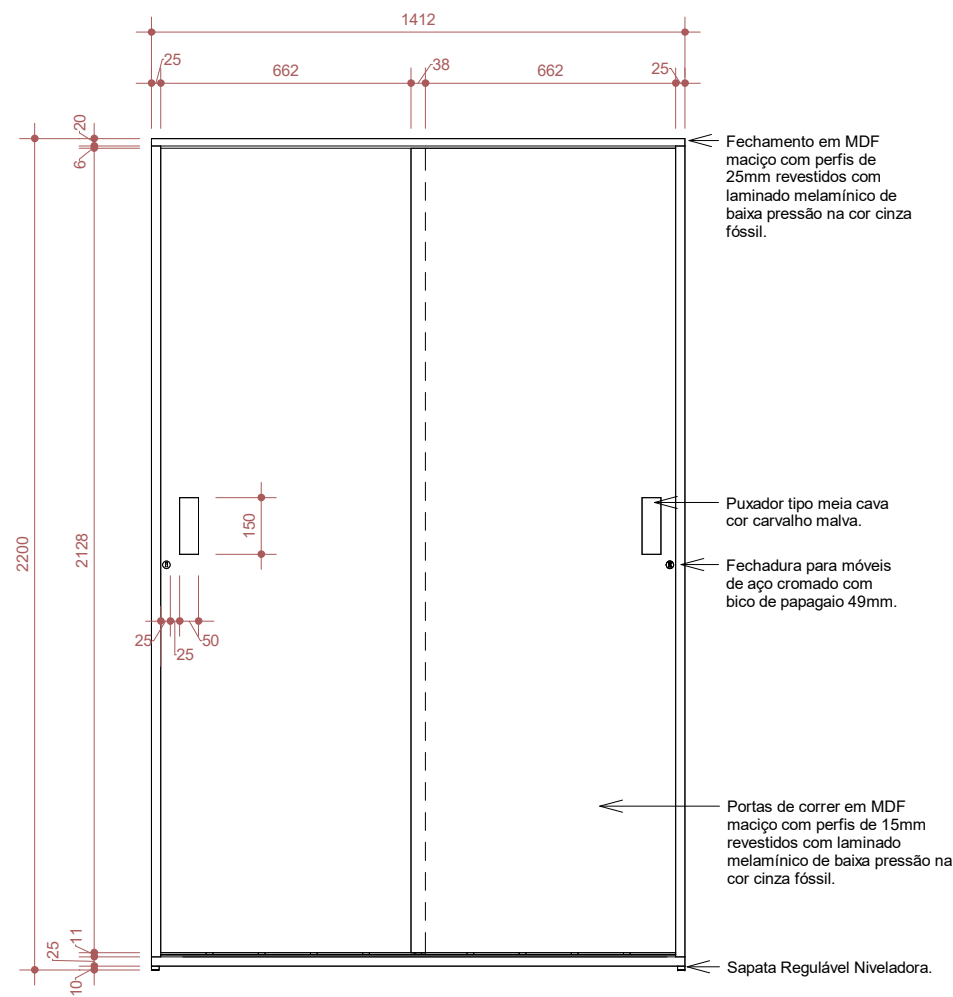 1412
25
662
38
662
25
20
6
Fechamento em MDF
maciço com perfis de
25mm revestidos com
laminado melamínico de
baixa pressão na cor cinza
fóssil.
2200
2128
150
Puxador tipo meia cava
cor carvalho malva.
Fechadura para móveis
de aço cromado com
bico de papagaio 49mm.
25
25
50
Portas de correr em MDF
maciço com perfis de 15mm
revestidos com laminado
melamínico de baixa pressão na
cor cinza fóssil.
11
25
10
Sapata Regulável Niveladora.